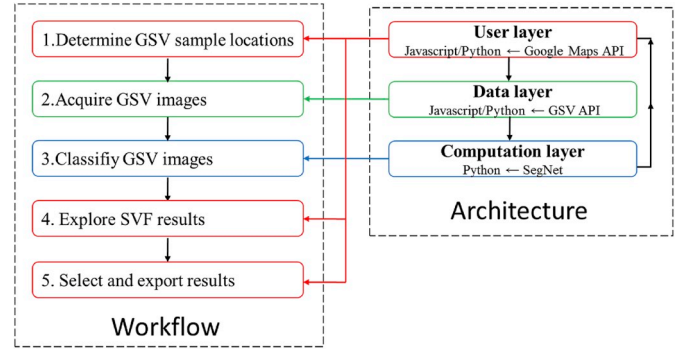 1.Determine GSV sample locations
2.Acquire GSV images
3.Classifiy GSV images
4. Explore SVF results
5. Select and export results
Workflow
User layer
Javascript/Python ← Google Maps API
Data layer
Javascript/Python ← GSV API
Computation layer
Python ← SegNet
Architecture